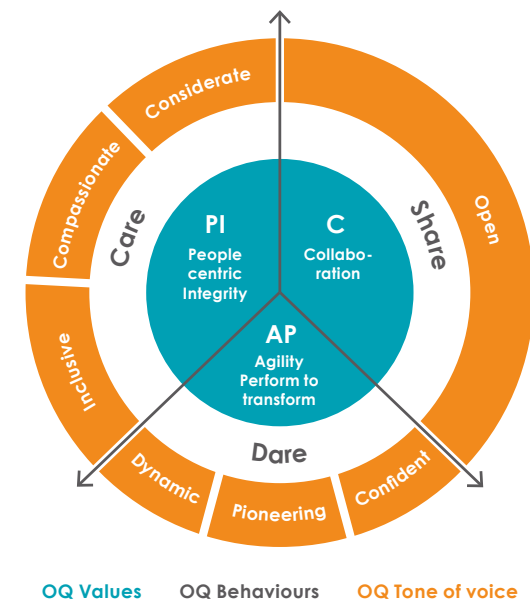 Considerate
Compassionate
Inclusive
Open
Care
Share
PI
People
centric
Integrity
C
Collabo-
ration
AP
Agility
Perform to
transform
Dare
Dynamic
Pioneering
Confident
OQ Values OQ Behaviours OQ Tone of voice